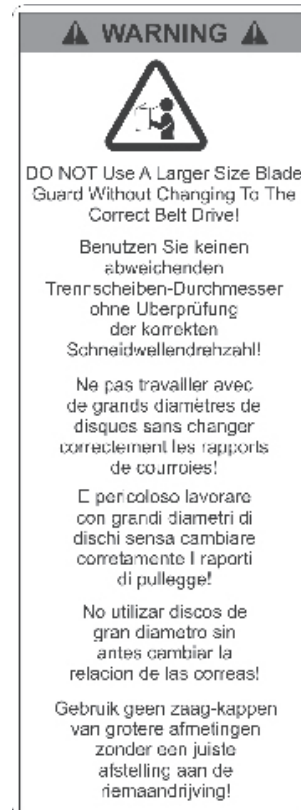 WARNING
DO NOT Use A Larger Size Blade
Guard Without Changing To The
Correct Belt Drive!
Benutzen Sie keinen
abweichenden
Trennscheiben-Durchmesser
ohne Uberprüfung
der korrekten
Schneidwellendrehzahl!
Ne pas travailler avec
de grands diamètres de
disques sans changer
correctement les rapports
de courroies!
E pericoloso lavorare
con grandi diametri di
dischi sensa cambiare
corretamente I raporti
di pullegge!
No utilizar discos de
gran diametro sin
antes cambiar la
relacion de las correas!
Gebruik geen zaag-kappen
van grotere afmetingen
zonder een juiste
afstelling aan de
riemaandrijving!